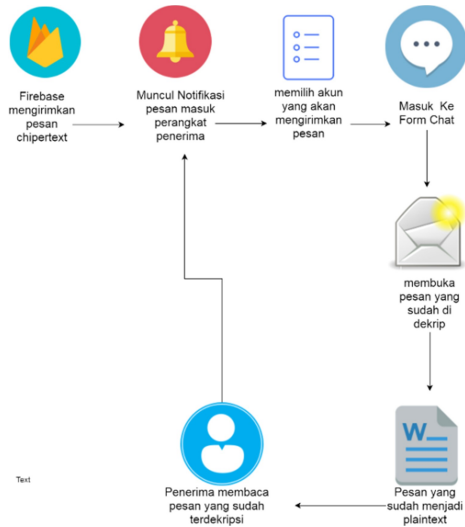 Firebase
mengirimkan
pesan
chipertext
Muncul Notifikasi
pesan masuk
perangkat
penerima
memilih akun
yang akan
mengirimkan
pesan
Masuk Ke
Form Chat
membuka
pesan yang
sudah di
dekrip
W
Pesan yang
sudah menjadi
plaintext
Penerima membaca
pesan yang sudah
terdekripsi
Text